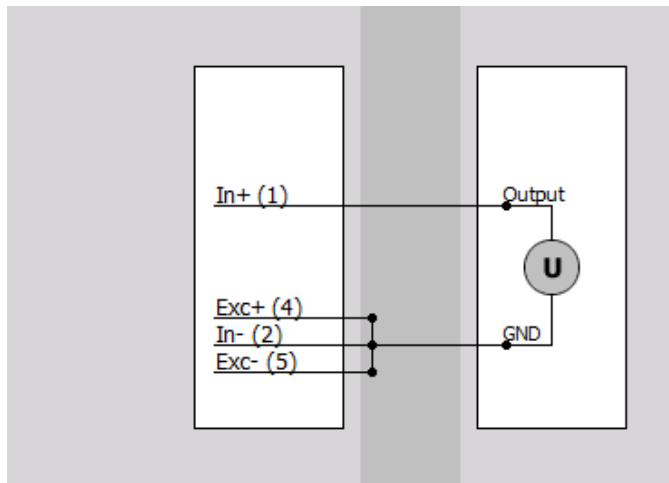 In+ (1)
Output
U
Exc+ (4)
In- (2)
GND
Exc- (5)